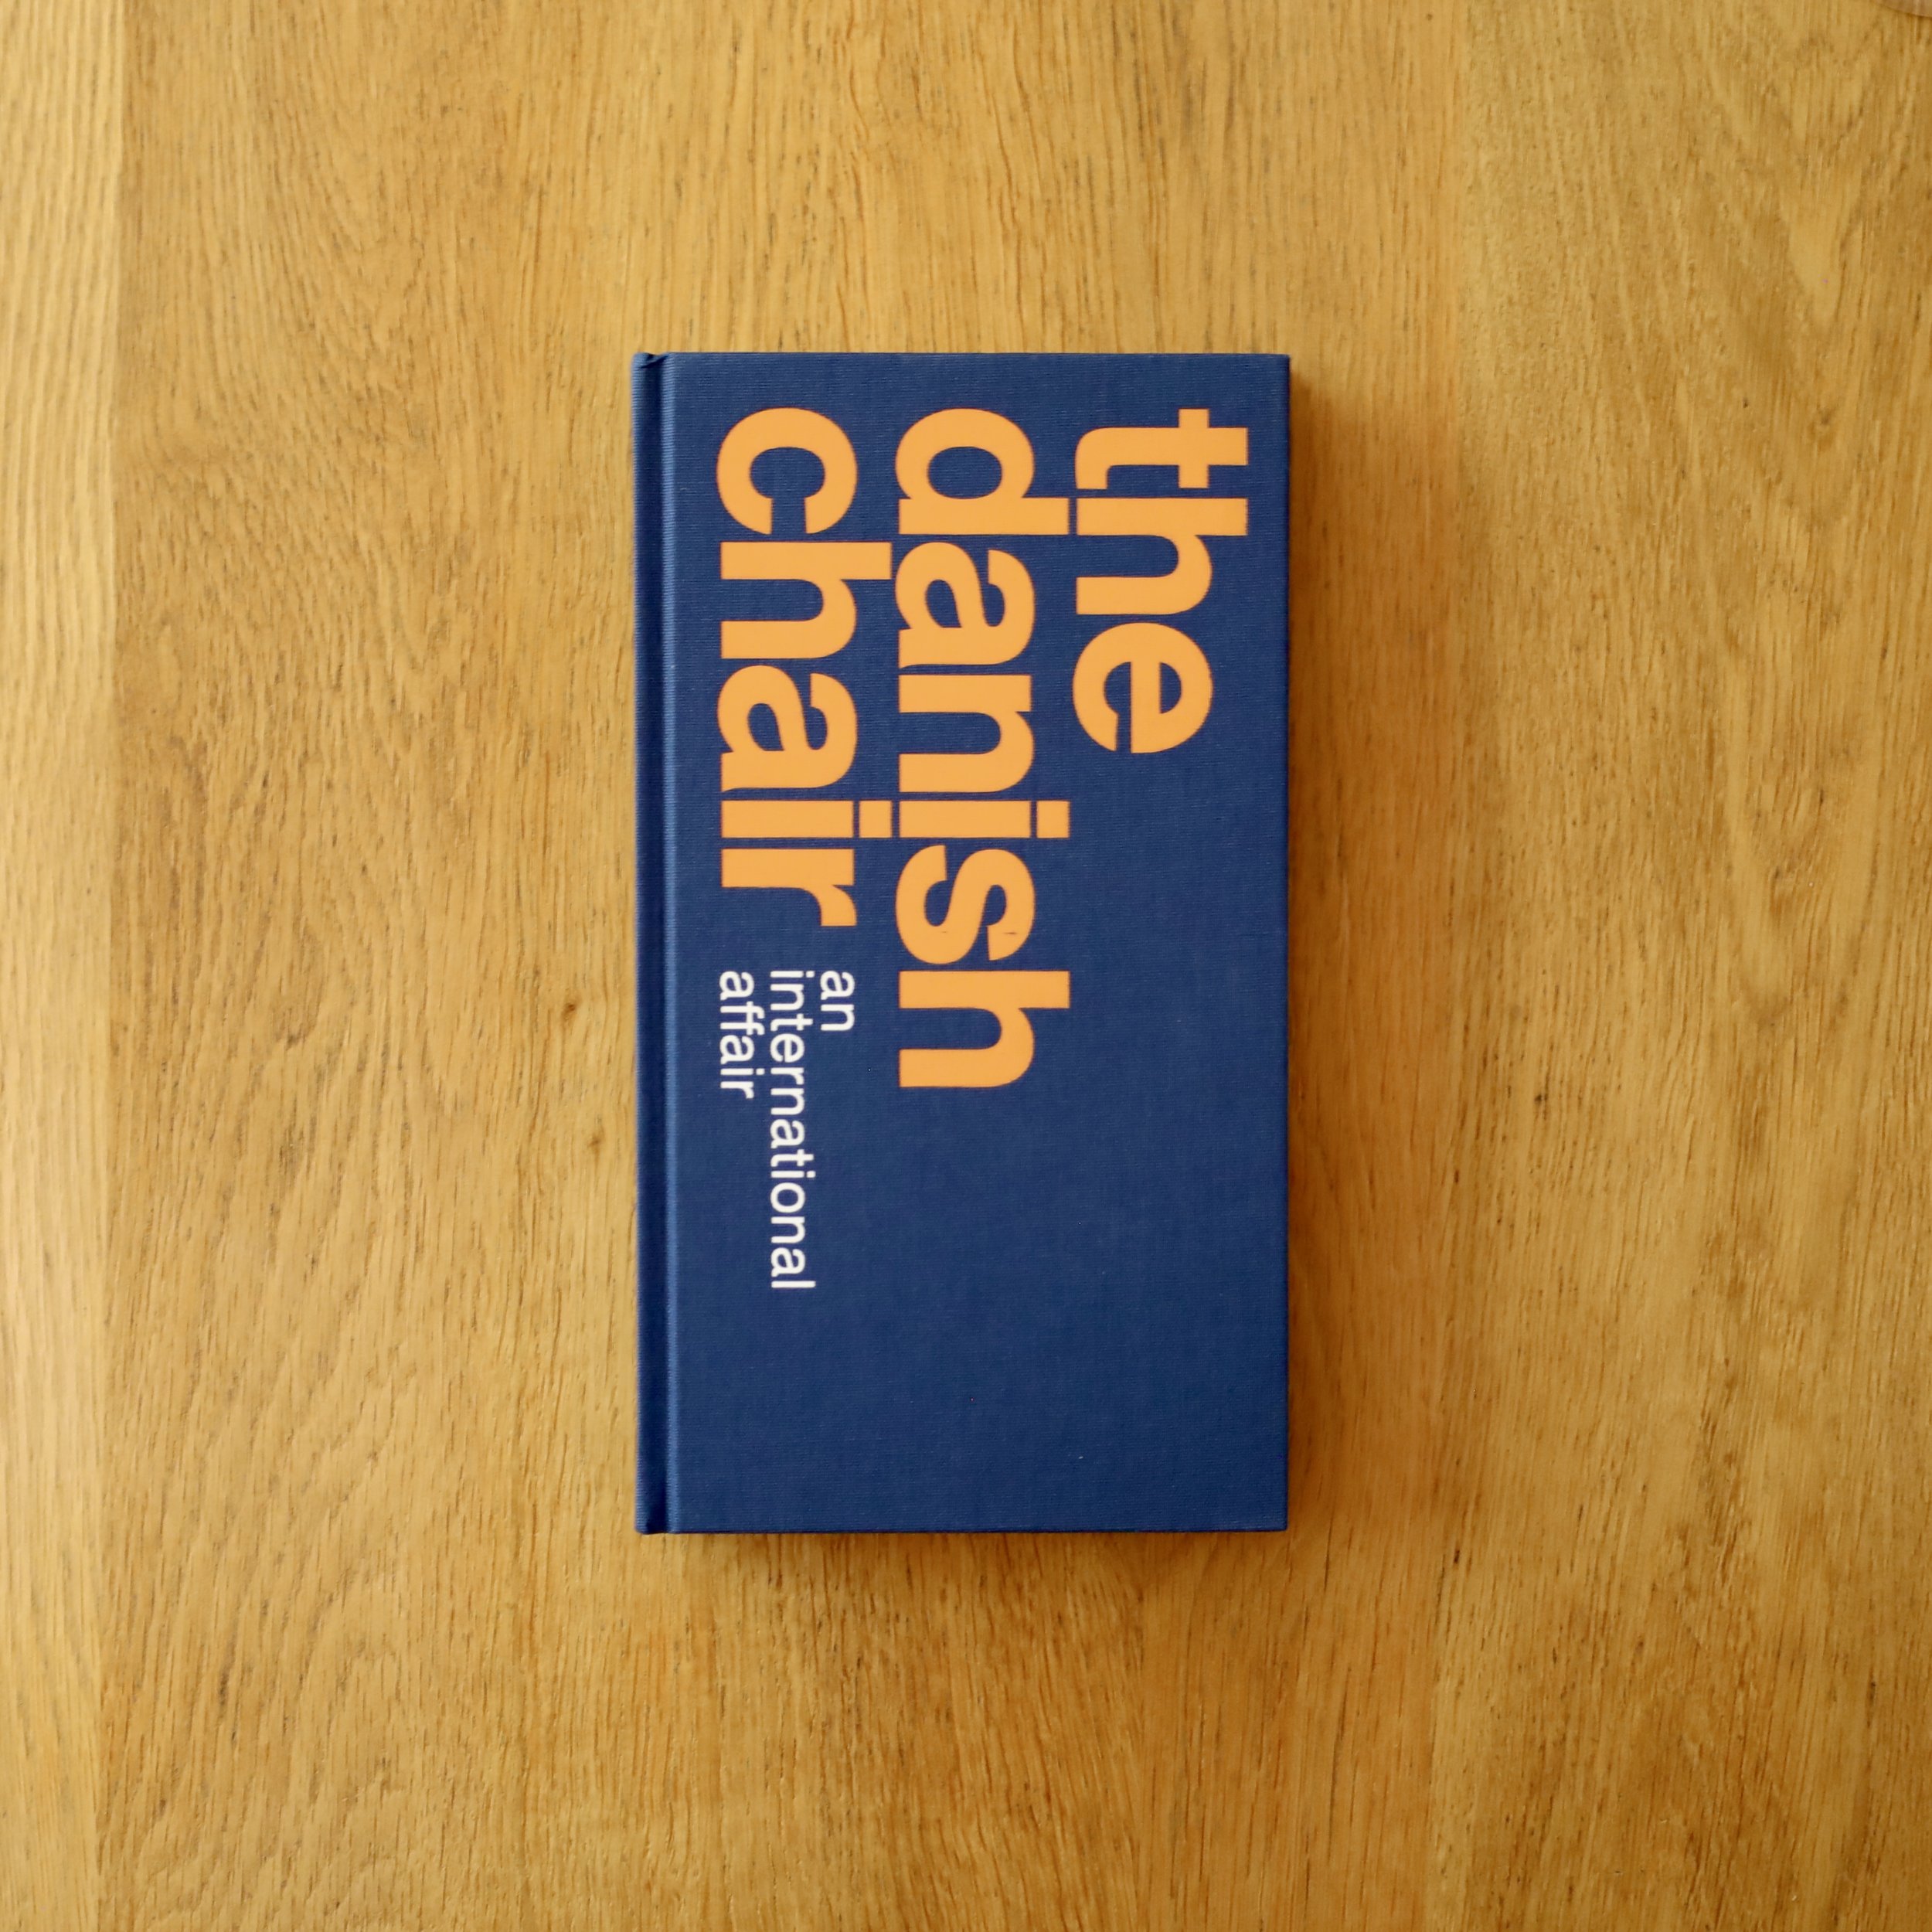 the
danish
chair
an
international
affair